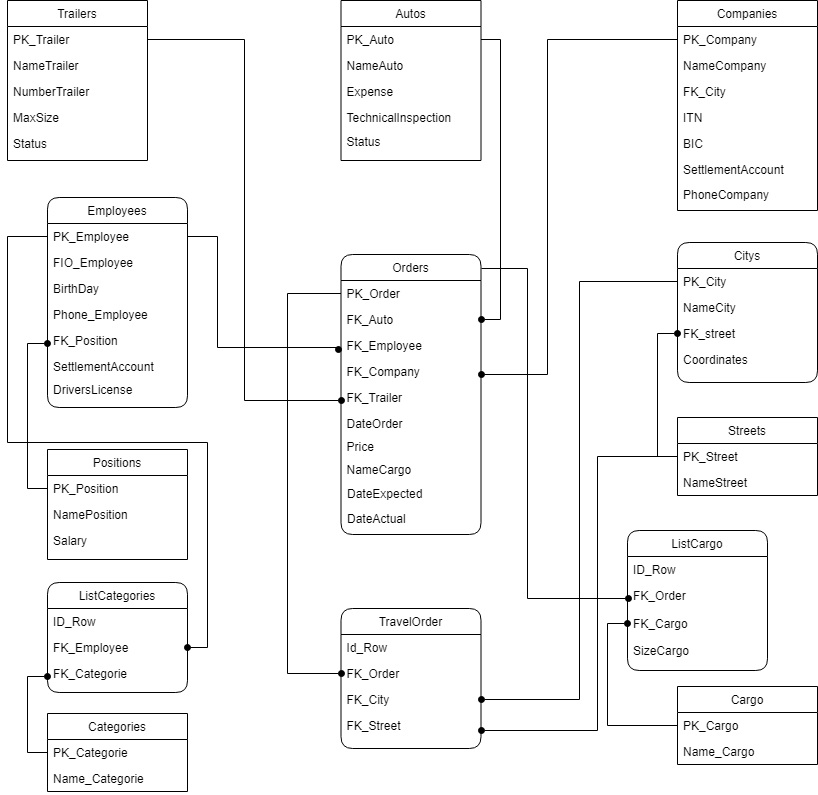 Trailers
PK_Trailer
NameTrailer
NumberTrailer
MaxSize
Status
Autos
PK_Auto
NameAuto
Expense
TechnicalInspection
Status
Companies
PK_Company
NameCompany
FK_City
ITN
BIC
SettlementAccount
PhoneCompany
Employees
PK_Employee
FIO_Employee
BirthDay
Phone_Employee
FK_Position
SettlementAccount
DriversLicense
Orders
PK_Order
FK_Auto
FK_Employee
FK_Company
FK_Trailer
DateOrder
Price
NameCargo
DateExpected
DateActual
Citys
PK_City
NameCity
FK_street
Coordinates
Streets
PK_Street
NameStreet
Positions
PK_Position
NamePosition
Salary
ListCargo
ID_Row
FK_Order
FK_Cargo
SizeCargo
ListCategories
ID_Row
FK_Employee
FK_Categorie
TravelOrder
Id_Row
FK_Order
FK_City
FK_Street
Cargo
PK_Cargo
Name_Cargo
Categories
PK_Categorie
Name_Categorie